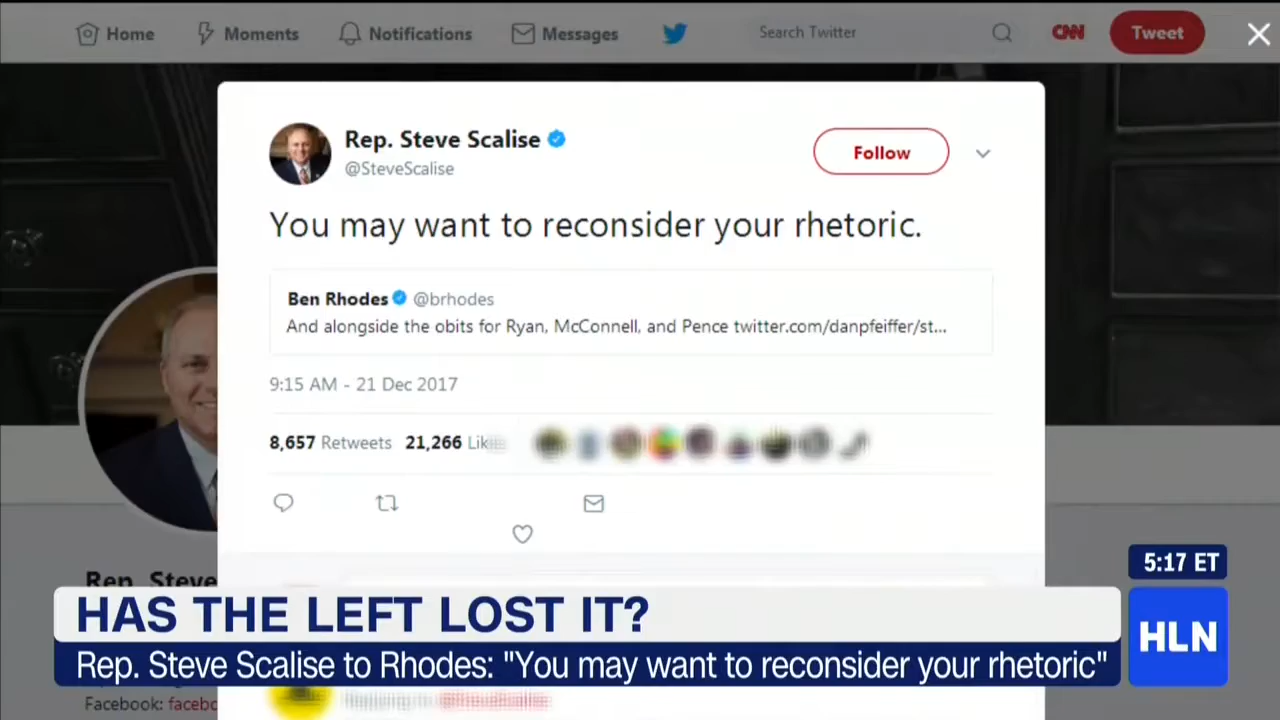 Home Moments Notifications Messages Search Twitter CNN Tweet
Rep. Steve Scalise
@SteveScalise
Follow
You may want to reconsider your rhetoric.
Ben Rhodes @brhodes
And alongside the obits for Ryan, McConnell, and Pence twitter.com/danpfeiffer/st...
9:15 AM - 21 Dec 2017
8,657 Retweets 21,266
5:17 ET
Rep. Steve
HAS THE LEFT LOST IT?
HLN
Rep. Steve Scalise to Rhodes: "You may want to reconsider your rhetoric"
Facebook: facebo